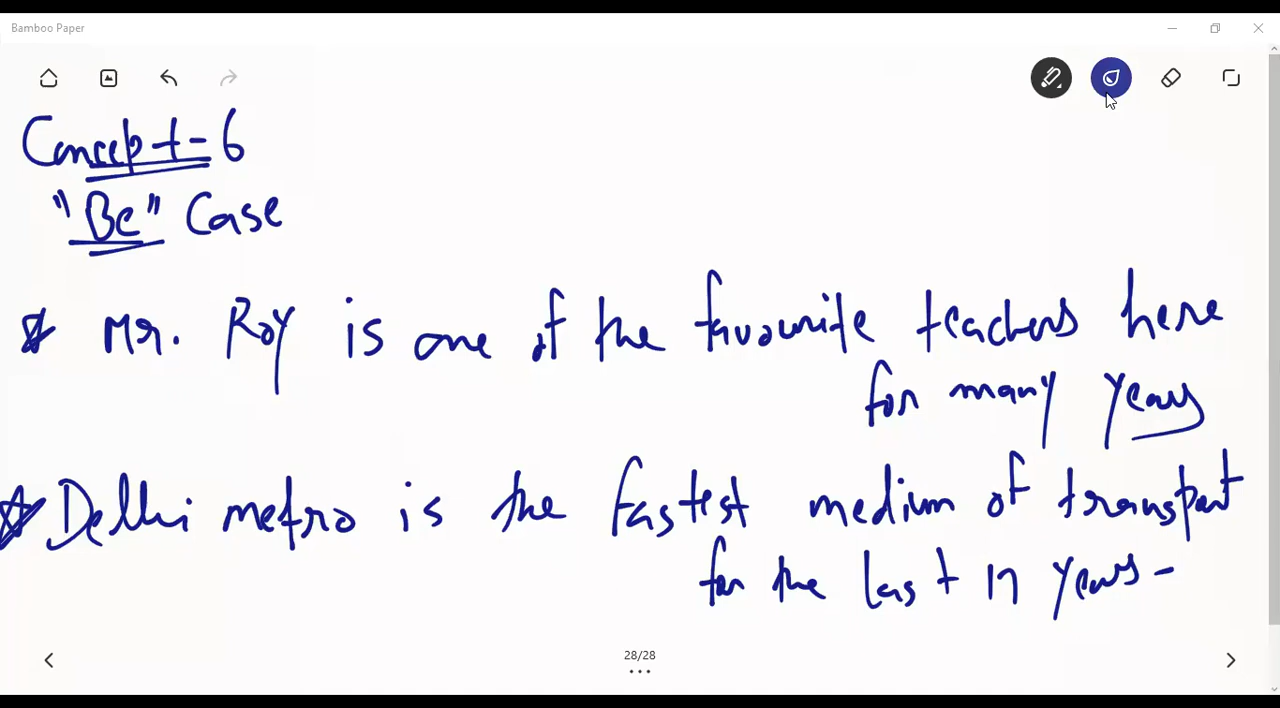 Bamboo Paper
Concept-6
"Be" Case
Mr. Roy is one of the favourite teachers here
for many years
Delhi metro is the fastest medium of transport
for the last 17 years-
28/28